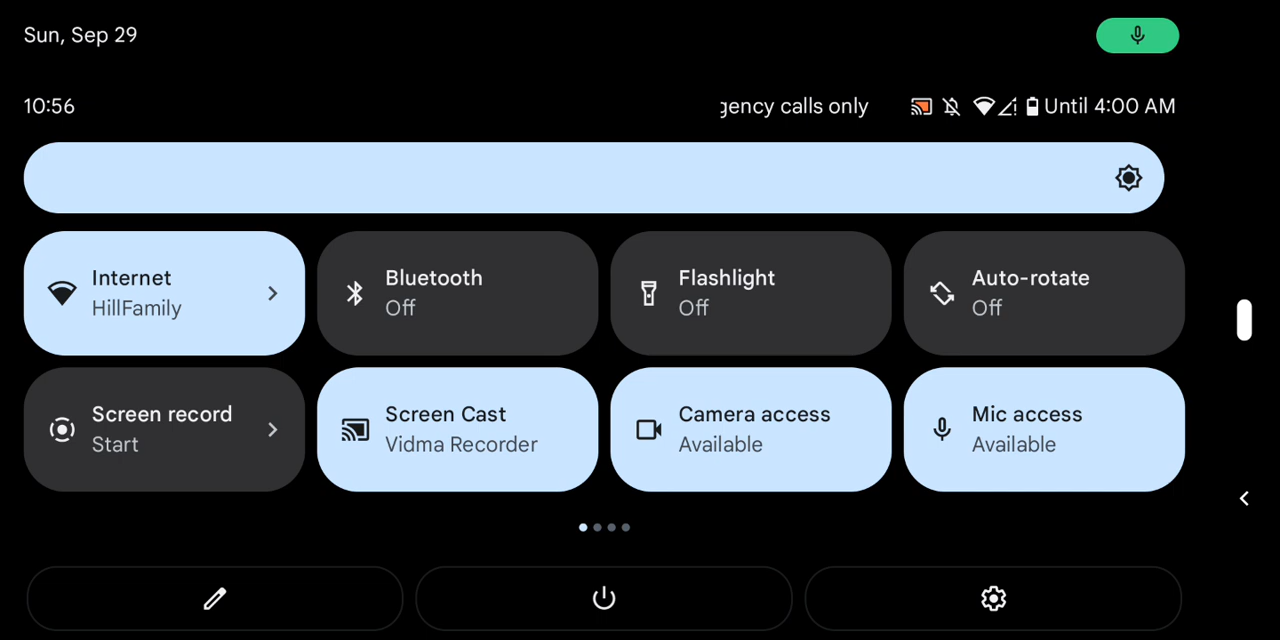 Sun, Sep 29
10:56
gency calls only
Until 4:00 AM
Internet
HillFamily
Bluetooth
Off
Flashlight
Off
Auto-rotate
Off
Screen record
Start
Screen Cast
Vidma Recorder
Camera access
Available
Mic access
Available